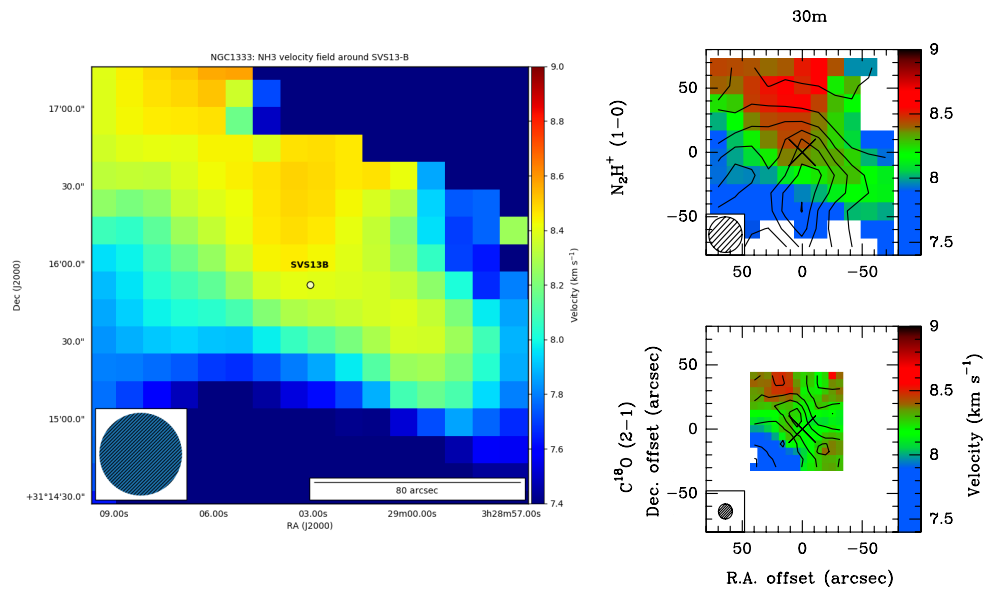 NGC1333: NH3 velocity field around SVS13-B
17'00.0"
30.0"
16'00.0"
30.0"
15'00.0"
+31°14'30.0"
Dec (J2000)
SVS13B
80 arcsec
09.00s 06.00s 03.00s 29m00.00s 3h28m57.00s
RA (J2000)
9.0
8.8
8.6
8.4
8.2
8.0
7.8
7.6
7.4
Velocity (km s⁻¹)
30m
N₂H⁺ (1-0)
50
0
−50
50 0 −50
9
8.5
8
7.5
C¹⁸O (2-1)
Dec. offset (arcsec)
50
0
−50
50 0 −50
R.A. offset (arcsec)
9
8.5
8
7.5
Velocity (km s⁻¹)